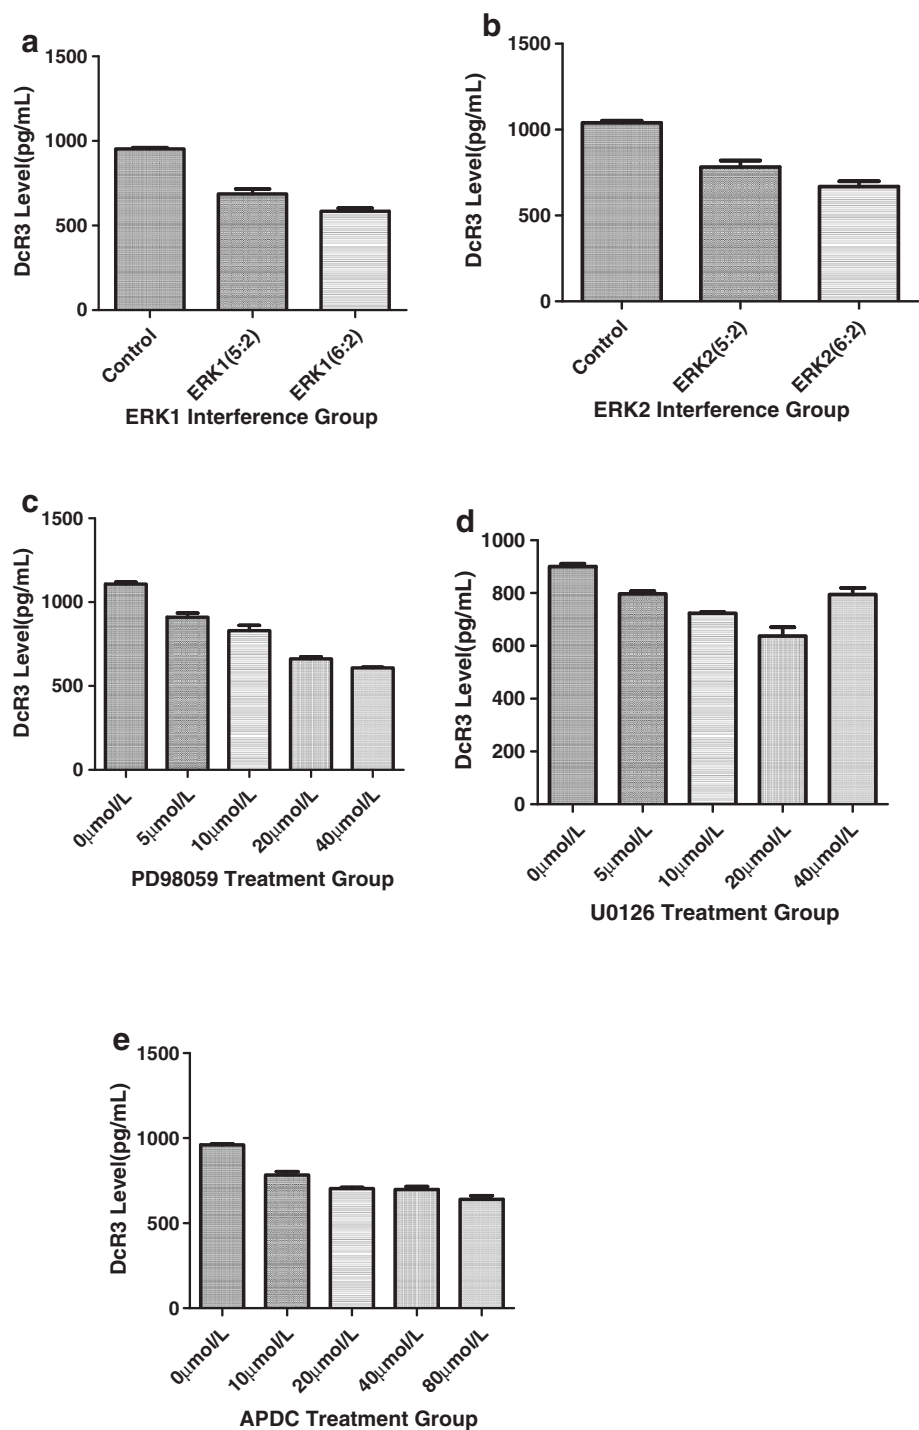 a
DcR3 Level(pg/mL)
1500
1000
500
0
Control
ERK1(5:2)
ERK1(6:2)
ERK1 Interference Group
b
DcR3 Level(pg/mL)
1500
1000
500
0
Control
ERK2(5:2)
ERK2(6:2)
ERK2 Interference Group
c
DcR3 Level(pg/mL)
1500
1000
500
0
0μmol/L
5μmol/L
10μmol/L
20μmol/L
40μmol/L
PD98059 Treatment Group
d
DcR3 Level(pg/mL)
1000
800
600
400
200
0
0μmol/L
5μmol/L
10μmol/L
20μmol/L
40μmol/L
U0126 Treatment Group
e
DcR3 Level(pg/mL)
1500
1000
500
0
0μmol/L
10μmol/L
20μmol/L
40μmol/L
80μmol/L
APDC Treatment Group